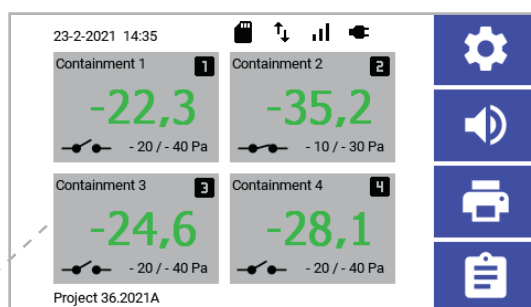 23-2-2021 14:35
Containment 1 1
-22,3
- 20 / - 40 Pa
Containment 2 2
-35,2
- 10 / - 30 Pa
Containment 3 3
-24,6
- 20 / - 40 Pa
Containment 4 4
-28,1
- 20 / - 40 Pa
Project 36.2021A